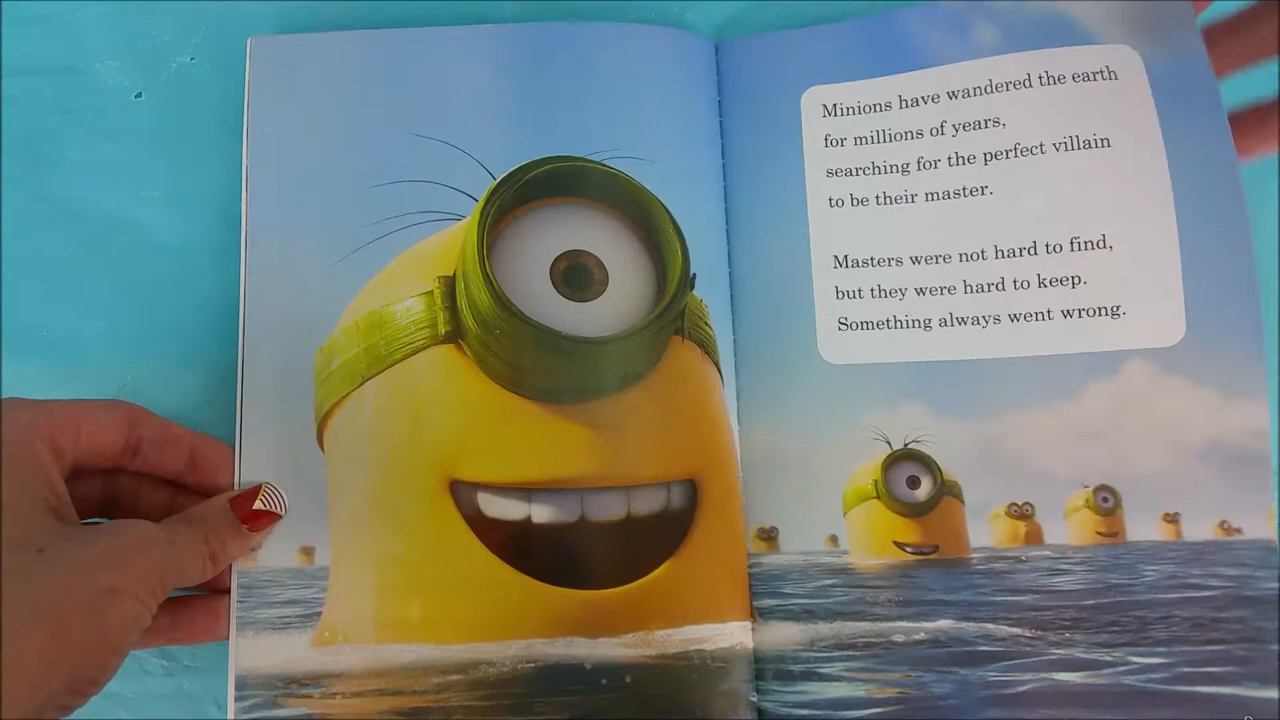 Minions have wandered the earth
for millions of years,
searching for the perfect villain
to be their master.
Masters were not hard to find,
but they were hard to keep.
Something always went wrong.